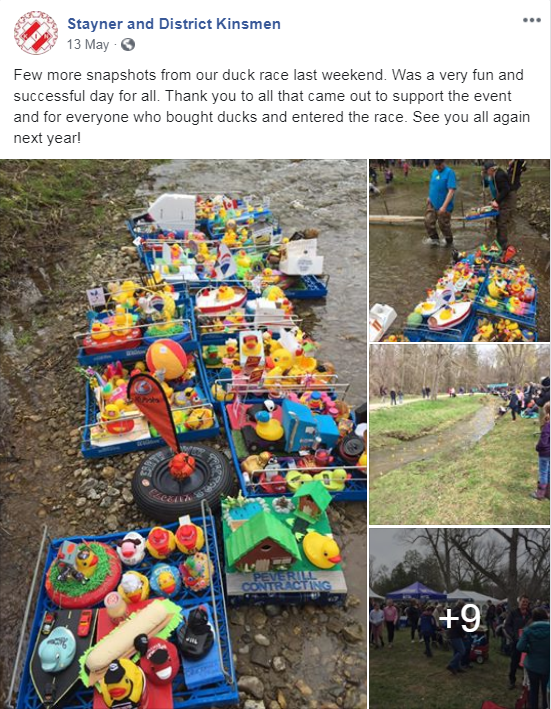 Stayner and District Kinsmen
13 May
Few more snapshots from our duck race last weekend. Was a very fun and
successful day for all. Thank you to all that came out to support the event
and for everyone who bought ducks and entered the race. See you all again
next year!
PEVERILL
CONTRACTING
+9